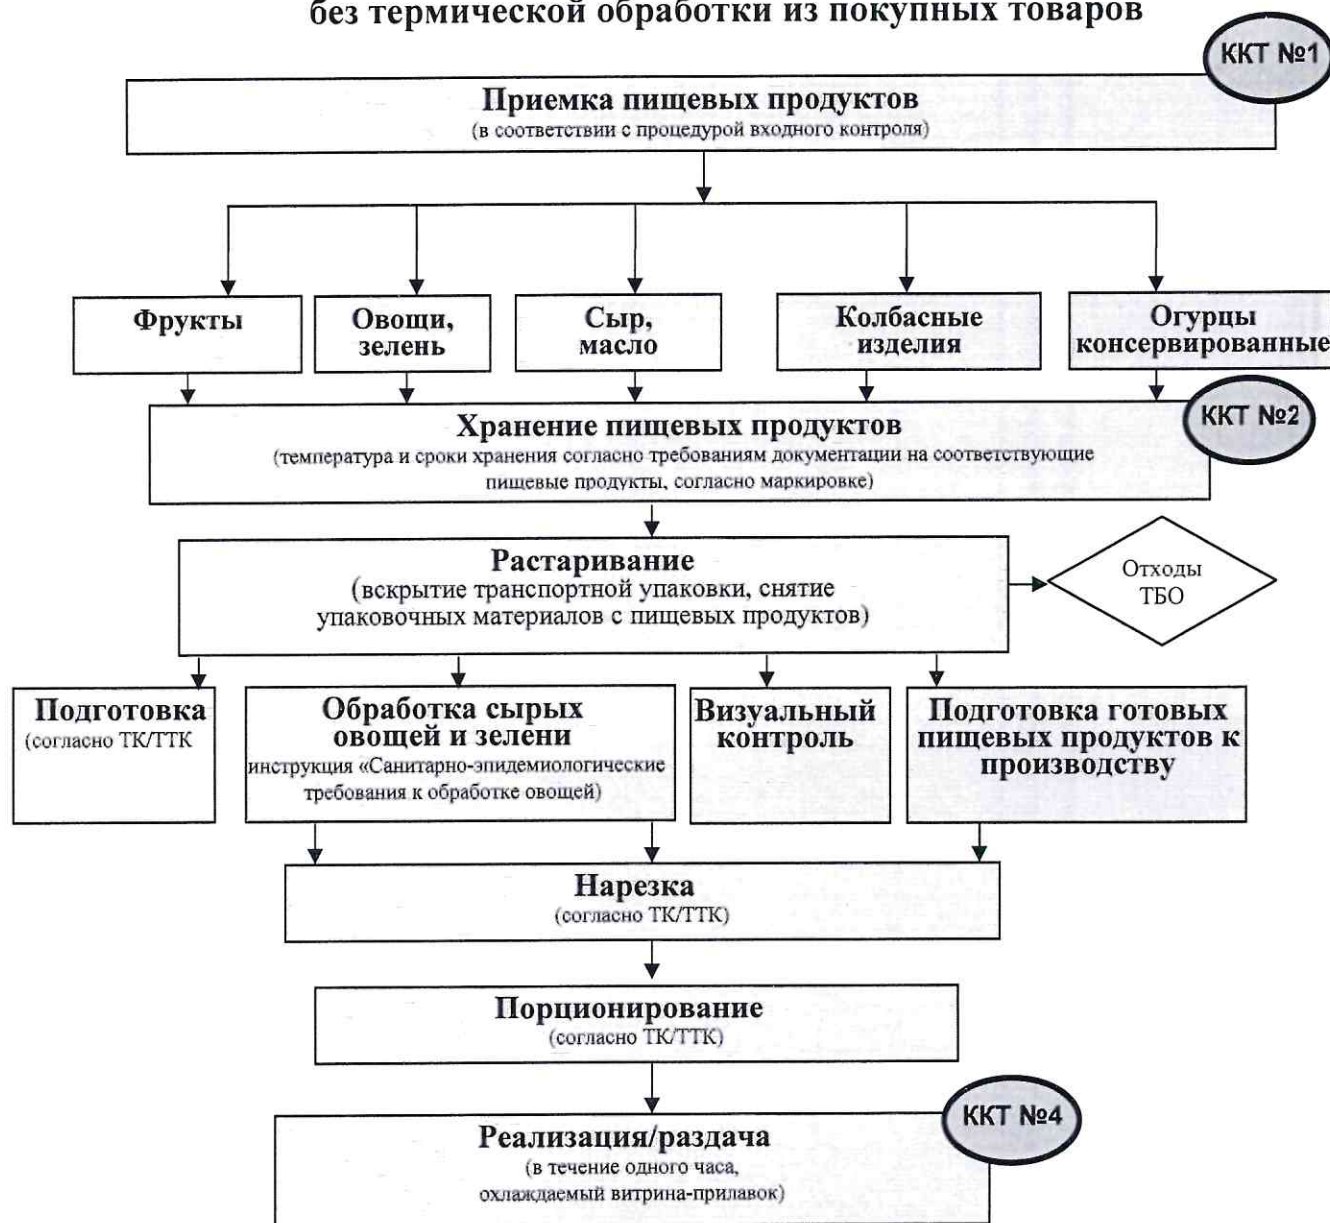 без термической обработки из покупных товаров
ККТ №1
Приемка пищевых продуктов
(в соответствии с процедурой входного контроля)
Фрукты
Овощи,
зелень
Сыр,
масло
Колбасные
изделия
Огурцы
консервированные
ККТ №2
Хранение пищевых продуктов
(температура и сроки хранения согласно требованиям документации на соответствующие
пищевые продукты, согласно маркировке)
Растаривание
(вскрытие транспортной упаковки, снятие
упаковочных материалов с пищевых продуктов)
Отходы
ТБО
Подготовка
(согласно ТК/ТТК
Обработка сырых
овощей и зелени
инструкция «Санитарно-эпидемиологические
требования к обработке овощей)
Визуальный
контроль
Подготовка готовых
пищевых продуктов к
производству
Нарезка
(согласно ТК/ТТК)
Порционирование
(согласно ТК/ТТК)
ККТ №4
Реализация/раздача
(в течение одного часа,
охлаждаемый витрина-прилавок)